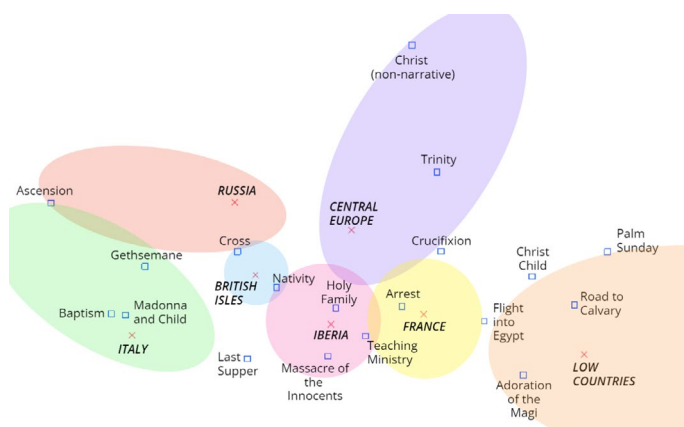 Christ
(non-narrative)
Trinity
Ascension
RUSSIA
CENTRAL
EUROPE
Gethsemane
Cross
Crucifixion
Christ
Child
Palm
Sunday
BRITISH
ISLES
Nativity
Holy
Family
Arrest
Baptism
Madonna
and Child
ITALY
IBERIA
FRANCE
Flight
into
Egypt
Road to
Calvary
Last
Supper
Massacre of
the
Innocents
Teaching
Ministry
Adoration
of the
Magi
LOW
COUNTRIES